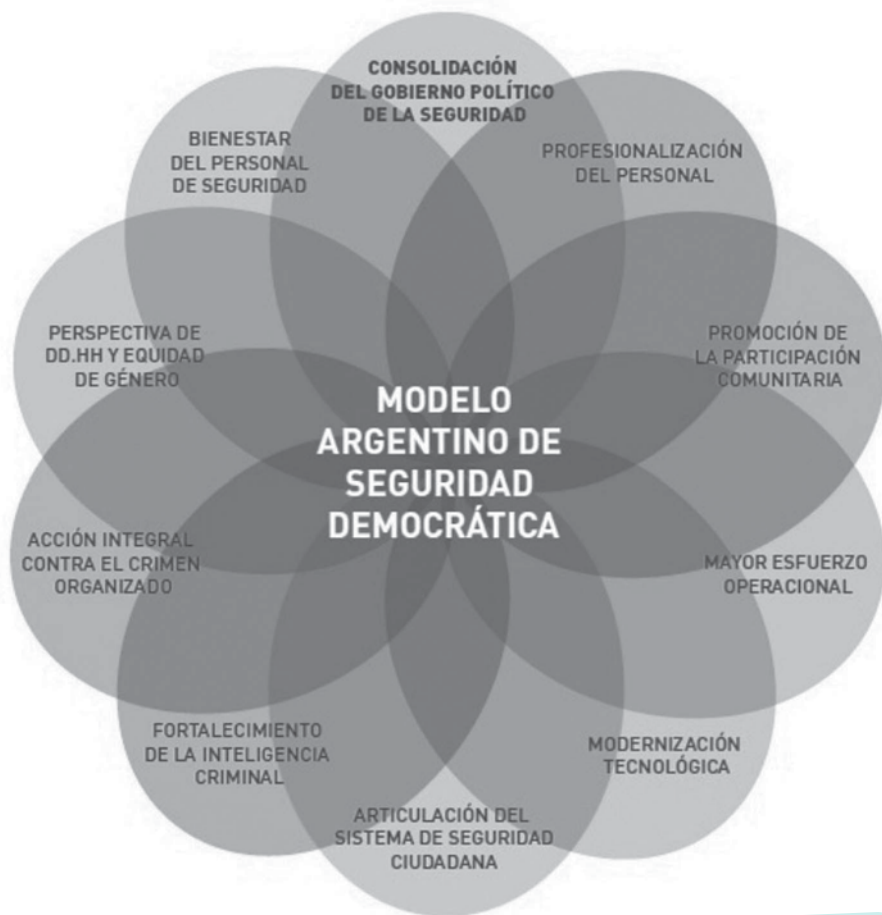 CONSOLIDACIÓN
DEL GOBIERNO POLÍTICO
DE LA SEGURIDAD
PROFESIONALIZACIÓN
DEL PERSONAL
PROMOCIÓN DE
LA PARTICIPACIÓN
COMUNITARIA
MAYOR ESFUERZO
OPERACIONAL
MODERNIZACIÓN
TECNOLÓGICA
ARTICULACIÓN DEL
SISTEMA DE SEGURIDAD
CIUDADANA
FORTALECIMIENTO
DE LA INTELIGENCIA
CRIMINAL
ACCIÓN INTEGRAL
CONTRA EL CRIMEN
ORGANIZADO
PERSPECTIVA DE
DD.HH Y EQUIDAD
DE GÉNERO
BIENESTAR
DEL PERSONAL
DE SEGURIDAD
MODELO
ARGENTINO DE
SEGURIDAD
DEMOCRÁTICA